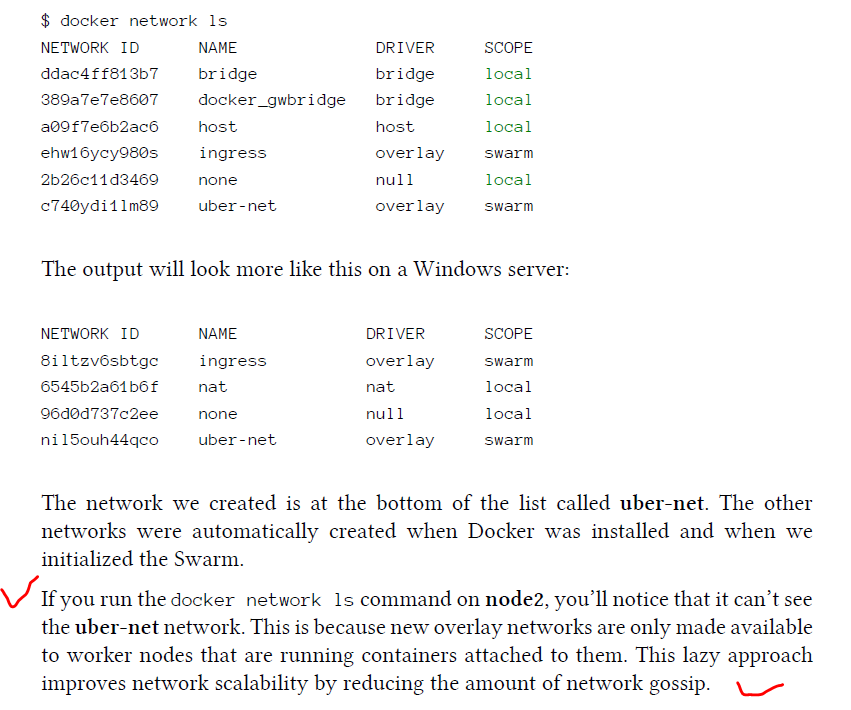 $ docker network ls
NETWORK ID NAME DRIVER SCOPE
ddac4ff813b7 bridge bridge local
389a7e7e8607 docker_gwbridge bridge local
a09f7e6b2ac6 host host local
ehw16ycy980s ingress overlay swarm
2b26c11d3469 none null local
c740ydi1lm89 uber-net overlay swarm
The output will look more like this on a Windows server:
NETWORK ID NAME DRIVER SCOPE
8iltzv6sbtgc ingress overlay swarm
6545b2a61b6f nat nat local
96d0d737c2ee none null local
nil5ouh44qco uber-net overlay swarm
The network we created is at the bottom of the list called uber-net. The other
networks were automatically created when Docker was installed and when we
initialized the Swarm.
If you run the docker network ls command on node2, you’ll notice that it can’t see
the uber-net network. This is because new overlay networks are only made available
to worker nodes that are running containers attached to them. This lazy approach
improves network scalability by reducing the amount of network gossip.